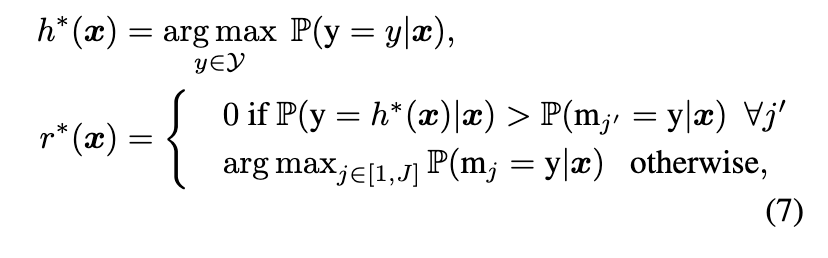 h*(x) = arg max P(y = y|x),
y∈𝒴
r*(x) = { 0 if ℙ(y = h*(x)|x) > ℙ(m_{j′} = y|x) ∀j′
arg max_{j∈[1,J]} ℙ(m_j = y|x) otherwise,
(7)